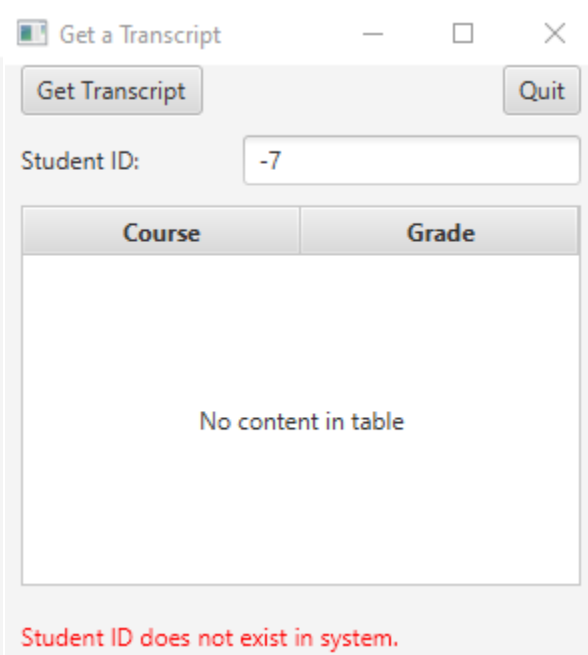 Get a Transcript
Get Transcript Quit
Student ID: -7
Course Grade
No content in table
Student ID does not exist in system.